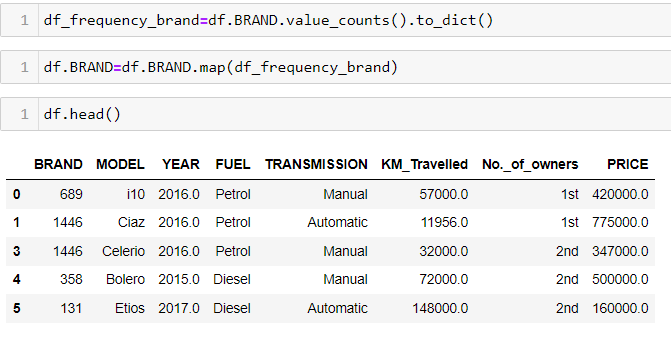 1 df_frequency_brand=df.BRAND.value_counts().to_dict()
1 df.BRAND=df.BRAND.map(df_frequency_brand)
1 df.head()
BRAND MODEL YEAR FUEL TRANSMISSION KM_Travelled No._of_owners PRICE
0 689 i10 2016.0 Petrol Manual 57000.0 1st 420000.0
1 1446 Ciaz 2016.0 Petrol Automatic 11956.0 1st 775000.0
3 1446 Celerio 2016.0 Petrol Manual 32000.0 2nd 347000.0
4 358 Bolero 2015.0 Diesel Manual 72000.0 2nd 500000.0
5 131 Etios 2017.0 Diesel Automatic 148000.0 2nd 160000.0